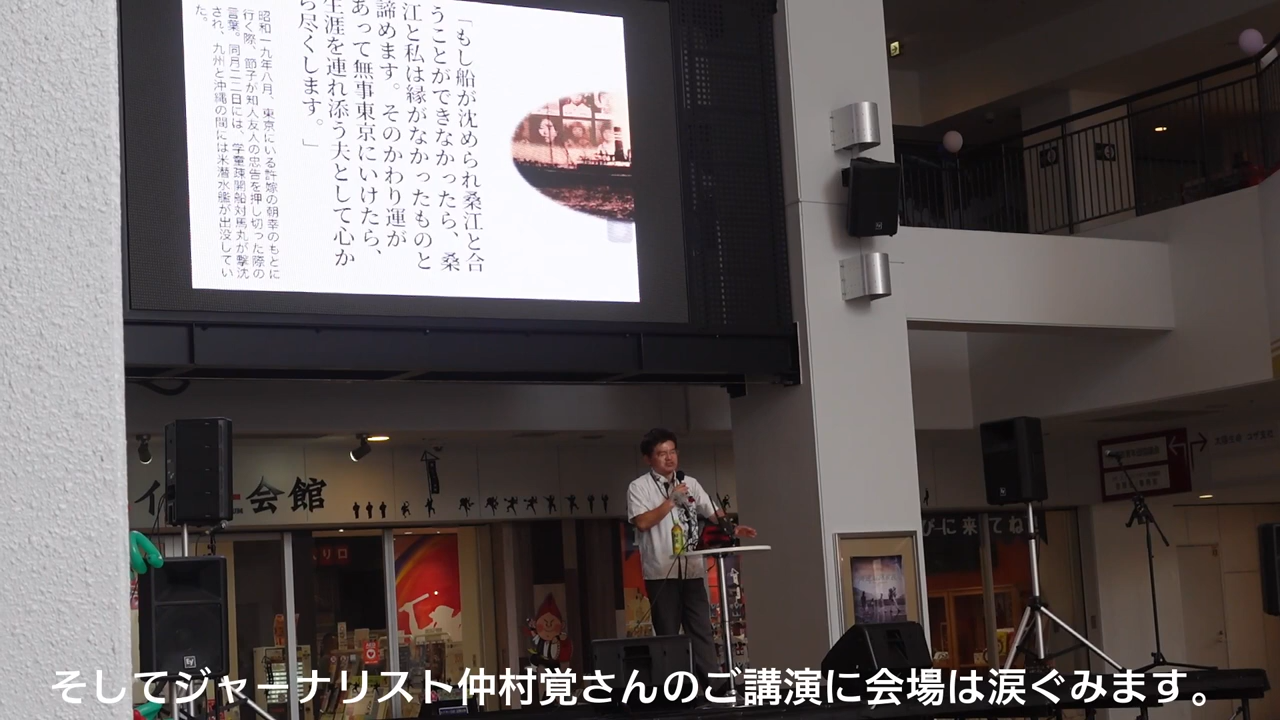 「もし船が沈められ桑江と合
うことができなかったら、桑
江と私は縁がなかったものと
諦めます。そのかわり運が
あって無事東京にいけたら、
生涯を連れ添う夫として心か
ら尽くします。」
昭和一九年八月、東京にいる許嫁の朝幸のもとに
行く際、節子が知人友人の忠告を押し切った際の
言葉。同月二二日には、学童疎開船対馬丸が撃沈
され、九州と沖縄の間には米潜水艦が出没してい
た。
会館
入り口
びに来てね!
そしてジャーナリスト仲村覚さんのご講演に会場は涙ぐみます。